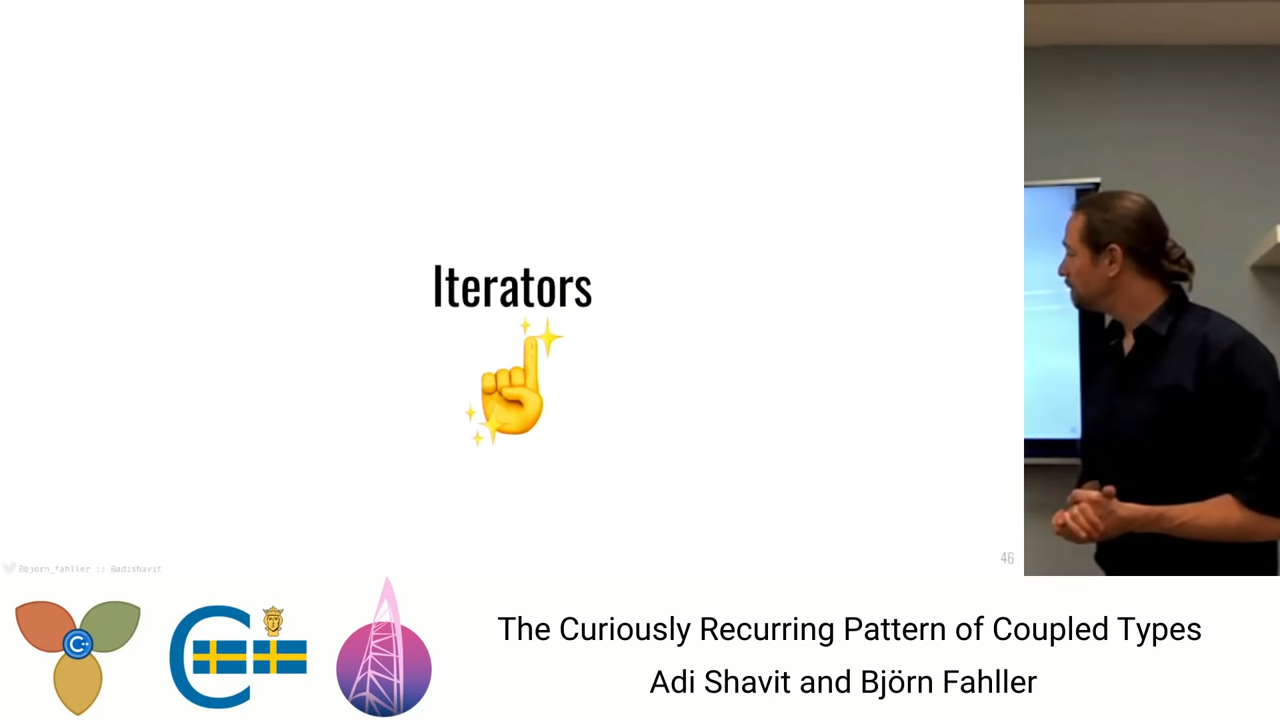 Iterators
@bjorn_fahller :: @adishavit
46
The Curiously Recurring Pattern of Coupled Types
Adi Shavit and Björn Fahller